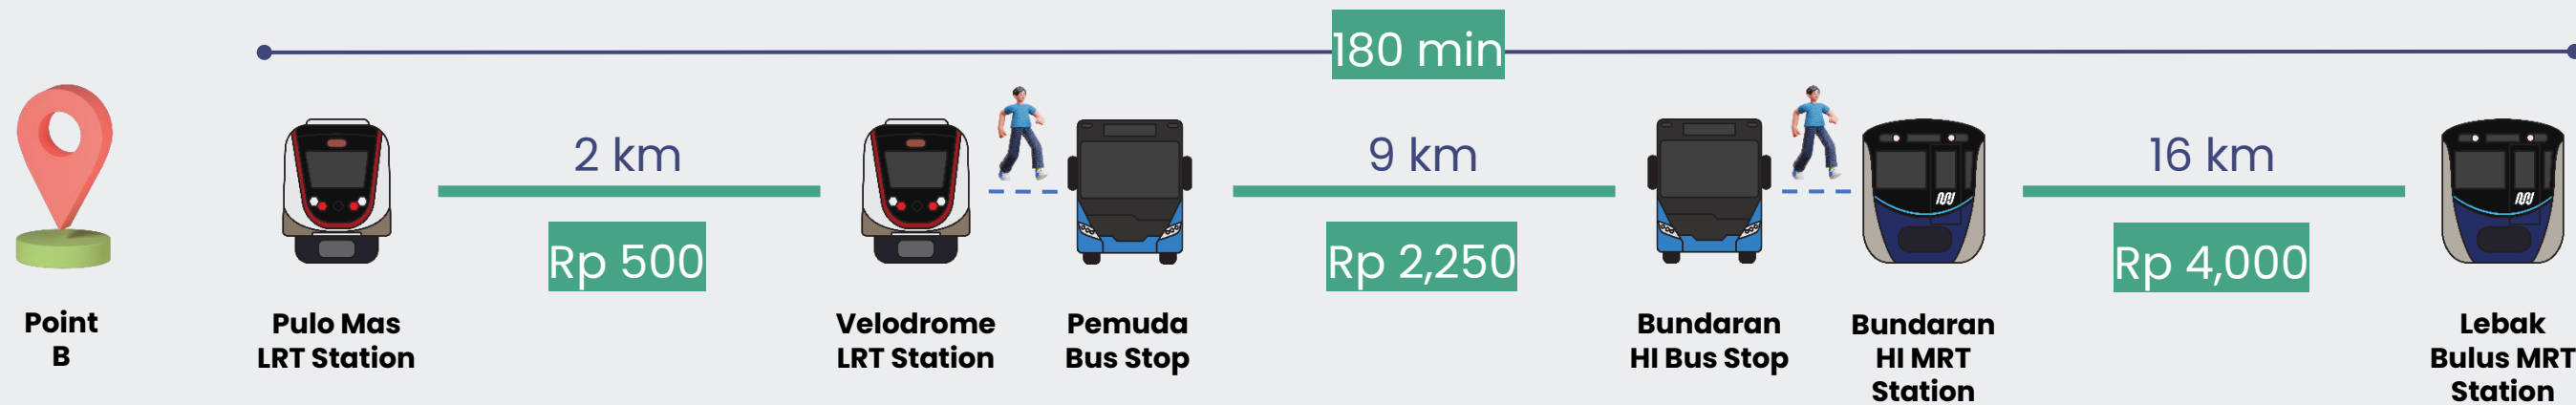 180 min
2 km
9 km
16 km
Rp 500
Rp 2,250
Rp 4,000
Point
B
Pulo Mas
LRT Station
Velodrome
LRT Station
Pemuda
Bus Stop
Bundaran
HI Bus Stop
Bundaran
HI MRT
Station
Lebak
Bulus MRT
Station